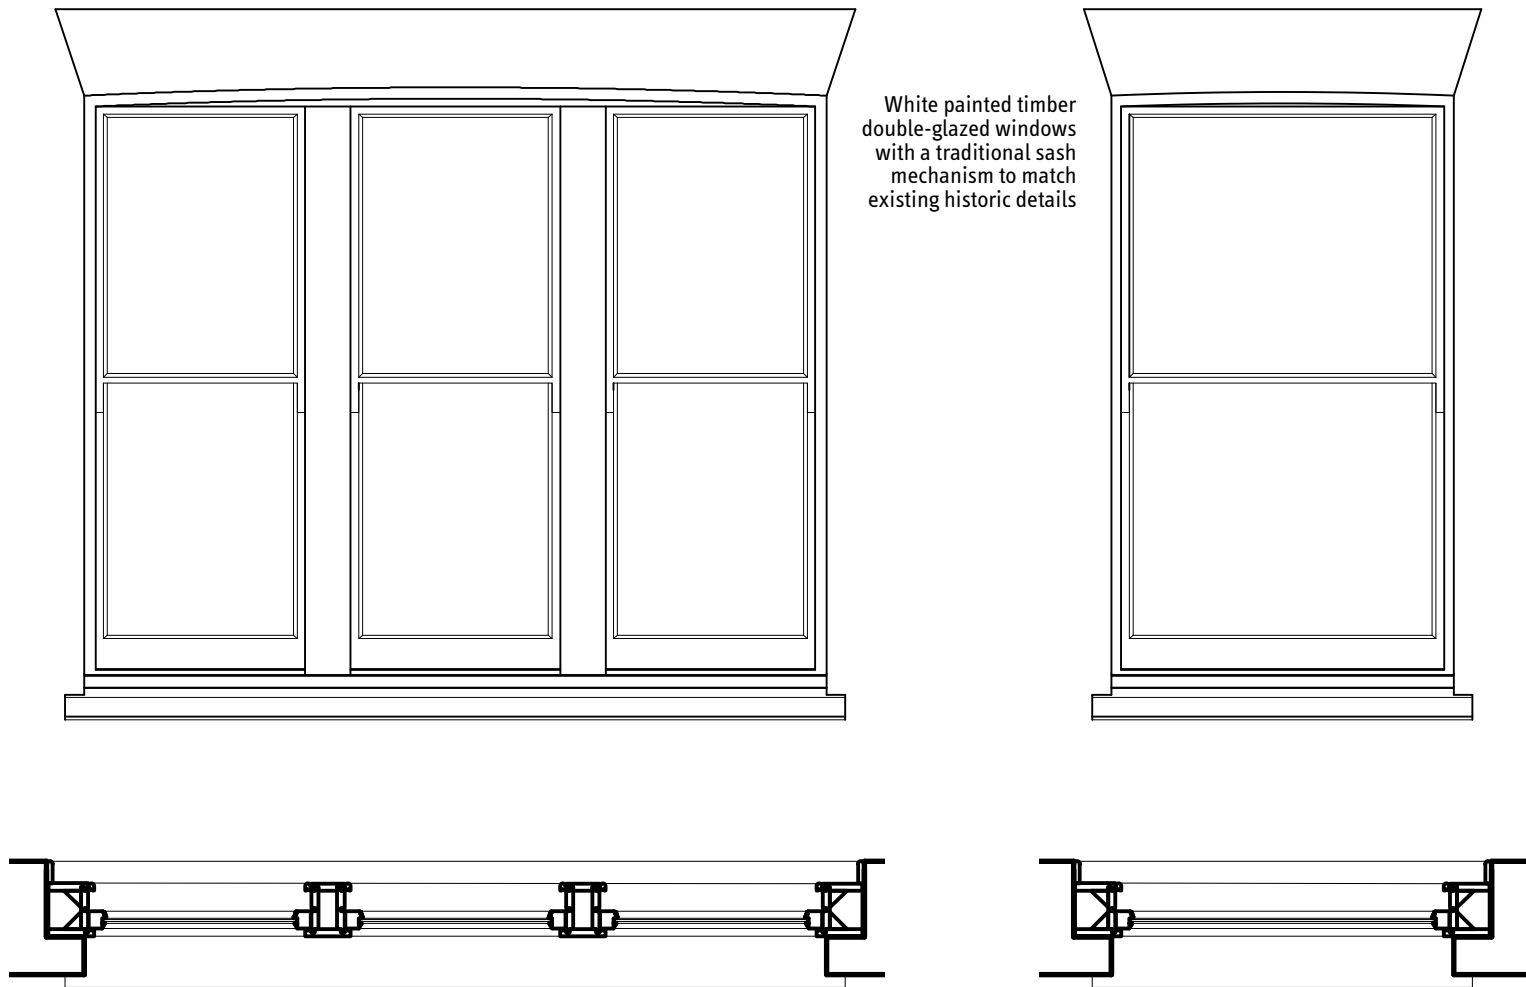 White painted timber
double-glazed windows
with a traditional sash
mechanism to match
existing historic details